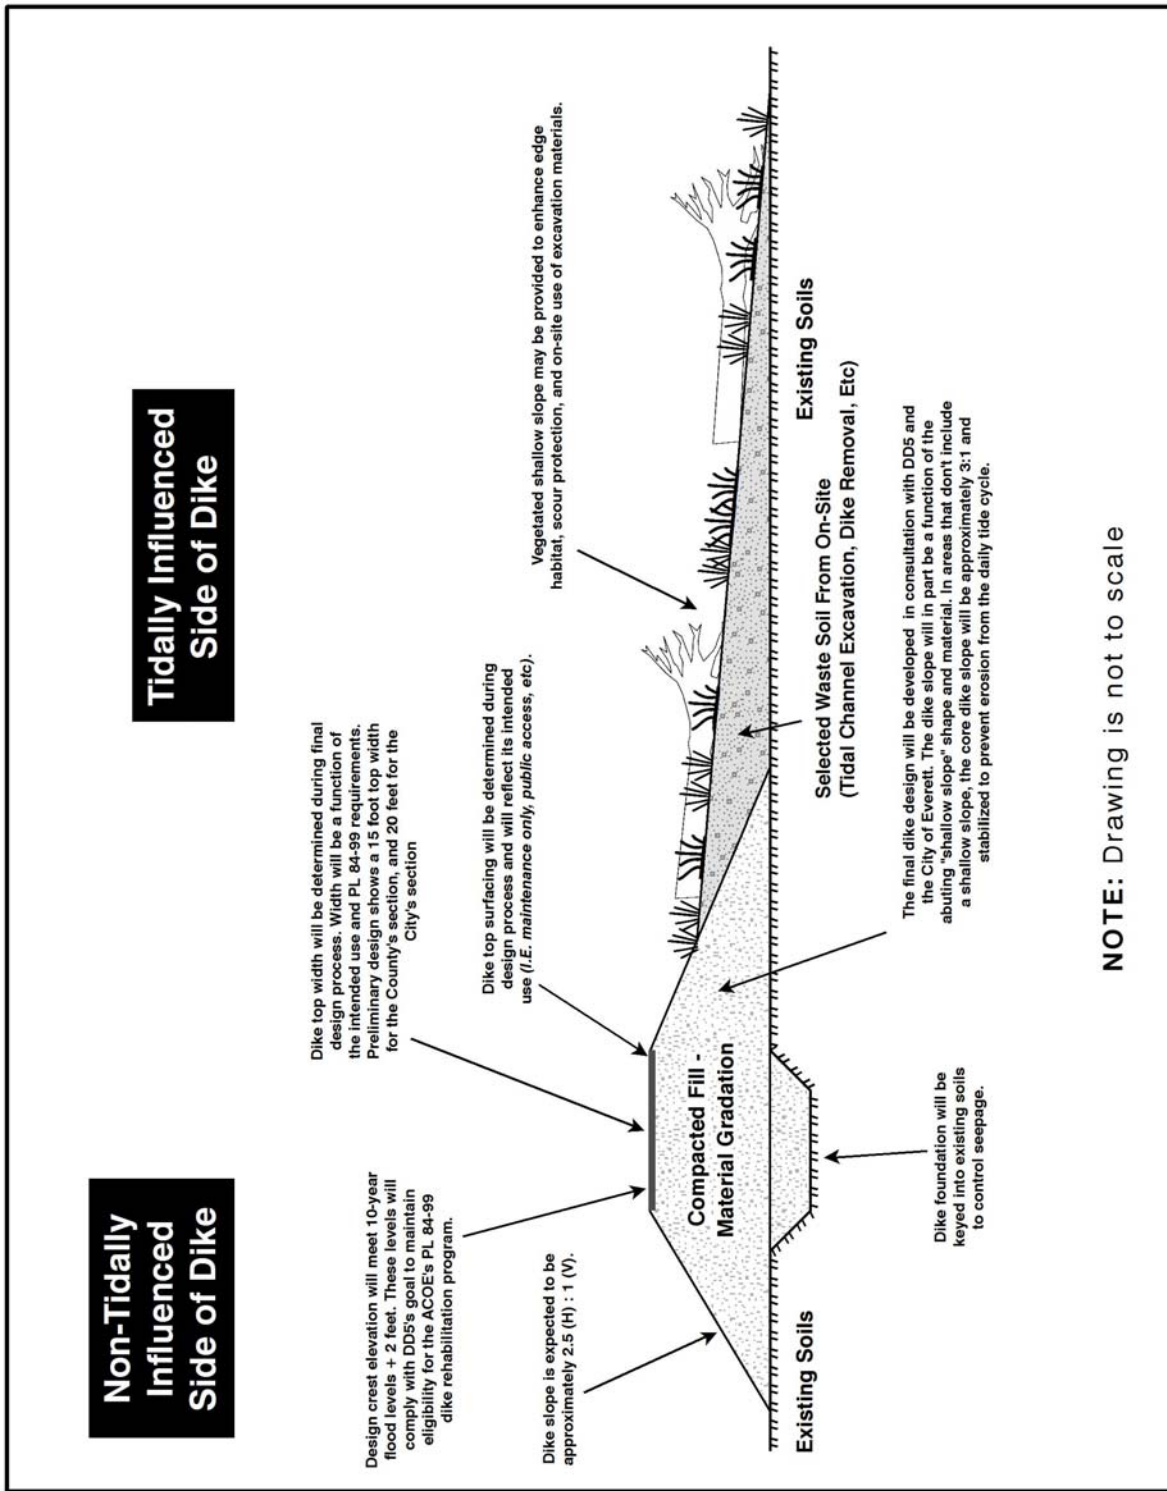 Non-Tidally
Influenced
Side of Dike
Tidally Influenced
Side of Dike
Design crest elevation will meet 10-year
flood levels + 2 feet. These levels will
comply with DD5's goal to maintain
eligibility for the ACOE's PL 84-99
dike rehabilitation program.
Dike top width will be determined during final
design process. Width will be a function of
the intended use and PL 84-99 requirements.
Preliminary design shows a 15 foot top width
for the County's section, and 20 feet for the
City's section
Dike top surfacing will be determined during
design process and will reflect its intended
use (I.E. maintenance only, public access, etc).
Vegetated shallow slope may be provided to enhance edge
habitat, scour protection, and on-site use of excavation materials.
Dike slope is expected to be
approximately 2.5 (H) : 1 (V).
Compacted Fill -
Material Gradation
Existing Soils
Selected Waste Soil From On-Site
(Tidal Channel Excavation, Dike Removal, Etc)
Existing Soils
Dike foundation will be
keyed into existing soils
to control seepage.
The final dike design will be developed in consultation with DD5 and
the City of Everett. The dike slope will in part be a function of the
abuting "shallow slope" shape and material. In areas that don't include
a shallow slope, the core dike slope will be approximately 3:1 and
stabilized to prevent erosion from the daily tide cycle.
NOTE: Drawing is not to scale